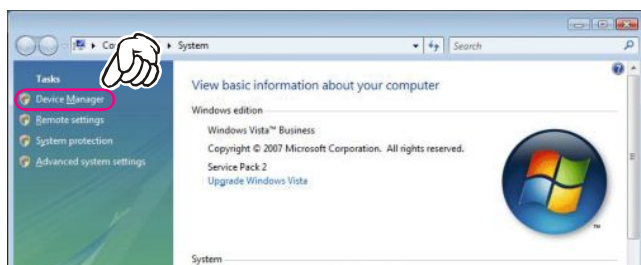 System
Search
Tasks
Device Manager
Remote settings
System protection
Advanced system settings
View basic information about your computer
Windows edition
Windows Vista™ Business
Copyright © 2007 Microsoft Corporation. All rights reserved.
Service Pack 2
Upgrade Windows Vista
TM
System